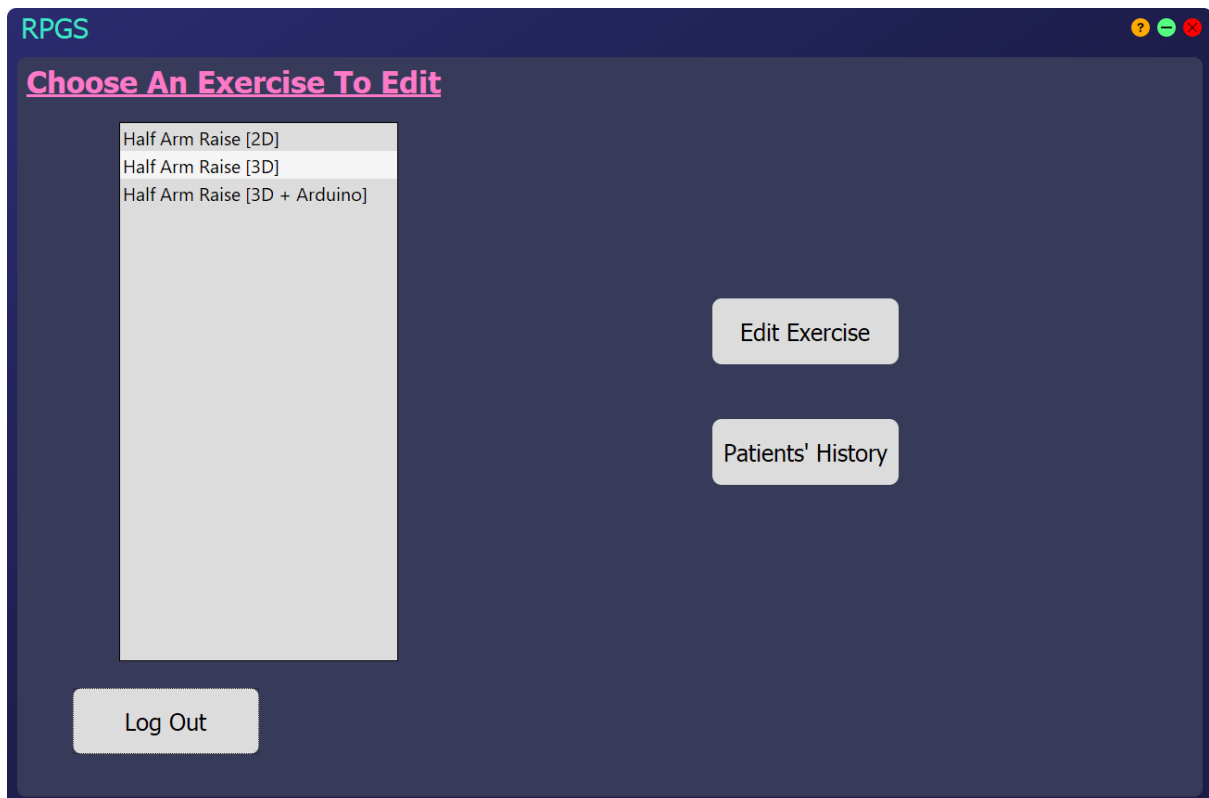 RPGS
?
Choose An Exercise To Edit
Half Arm Raise [2D]
Half Arm Raise [3D]
Half Arm Raise [3D + Arduino]
Edit Exercise
Patients' History
Log Out